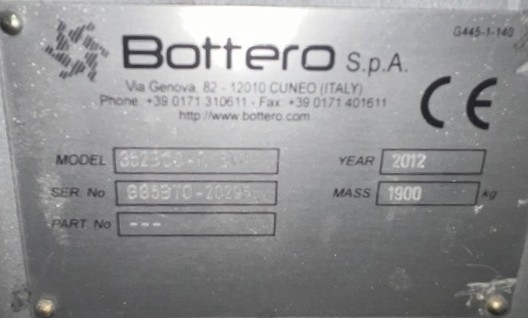 G445-1-140
Bottero S.p.A.
Via Genova, 82 - 12010 CUNEO (ITALY)
Phone: +39 0171 310611 - Fax: +39 0171 401611
http://www.bottero.com
CE
MODEL YEAR 2012
SER. No MASS 1900 kg
PART. No ---